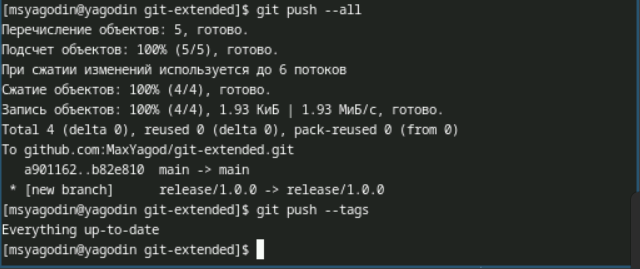 [msyagodin@yagodin git-extended]$ git push --all
Перечисление объектов: 5, готово.
Подсчет объектов: 100% (5/5), готово.
При сжатии изменений используется до 6 потоков
Сжатие объектов: 100% (4/4), готово.
Запись объектов: 100% (4/4), 1.93 КиБ | 1.93 МиБ/с, готово.
Total 4 (delta 0), reused 0 (delta 0), pack-reused 0 (from 0)
To github.com:MaxYagod/git-extended.git
   a901162..b82e810  main -> main
 * [new branch]      release/1.0.0 -> release/1.0.0
[msyagodin@yagodin git-extended]$ git push --tags
Everything up-to-date
[msyagodin@yagodin git-extended]$